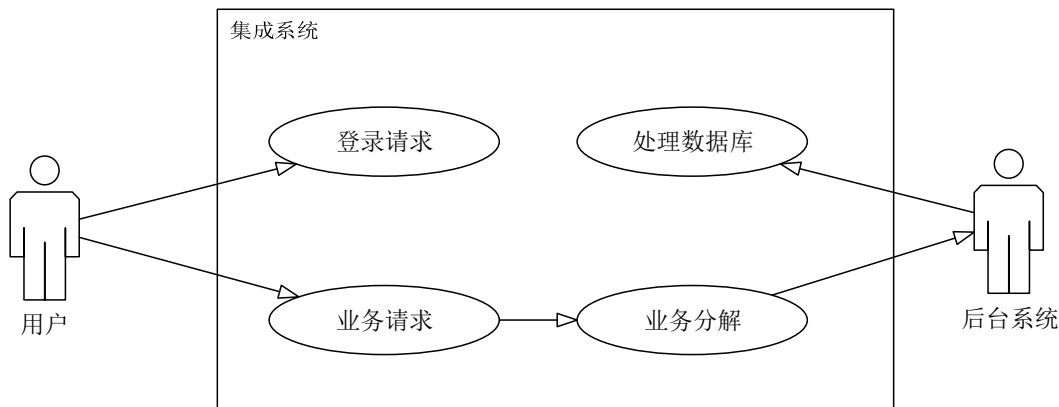 集成系统
登录请求
处理数据库
用户
业务请求
业务分解
后台系统